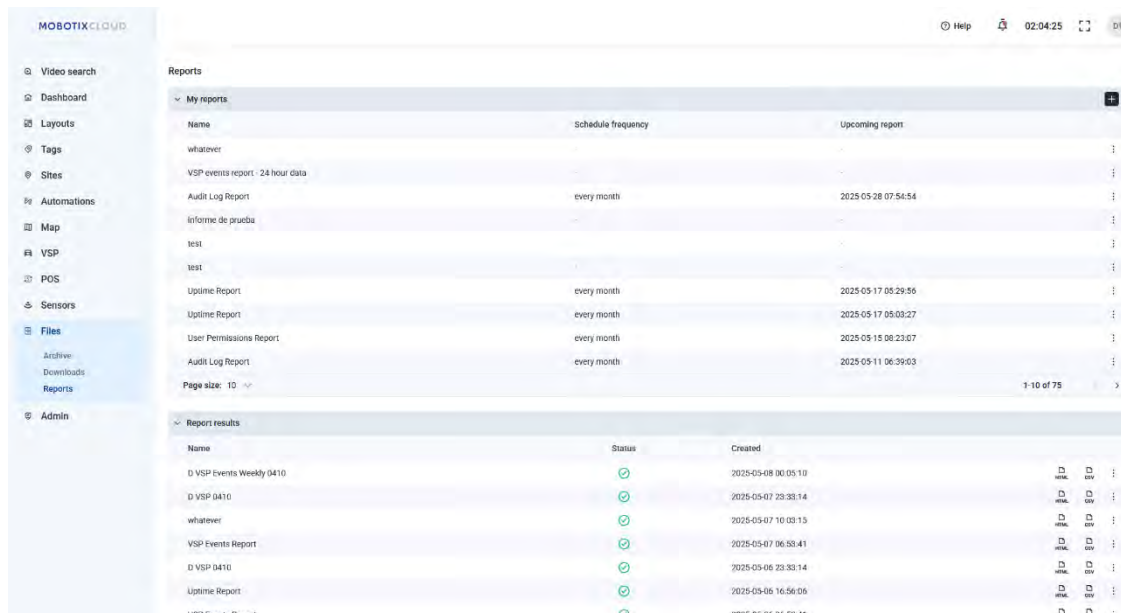 MOBOTIXCLOUD
Help 02:04:25
Video search
Dashboard
Layouts
Tags
Sites
Automations
Map
VSP
POS
Sensors
Files
Archive
Downloads
Reports
Admin
Reports
My reports
Name Schedule frequency Upcoming report
whatever - -
VSP events report - 24 hour data - -
Audit Log Report every month 2025-05-28 07:54:54
Informe de prueba - -
test - -
test - -
Uptime Report every month 2025-05-17 05:29:56
Uptime Report every month 2025-05-17 05:03:27
User Permissions Report every month 2025-05-15 08:23:07
Audit Log Report every month 2025-05-11 06:39:03
Page size: 10 1-10 of 75
Report results
Name Status Created
D VSP Events Weekly 0410 2025-05-08 00:05:10 HTML CSV
D VSP 0410 2025-05-07 23:33:14 HTML CSV
whatever 2025-05-07 10:03:15 HTML CSV
VSP Events Report 2025-05-07 06:53:41 HTML CSV
D VSP 0410 2025-05-06 23:33:14 HTML CSV
Uptime Report 2025-05-06 16:56:06 HTML CSV